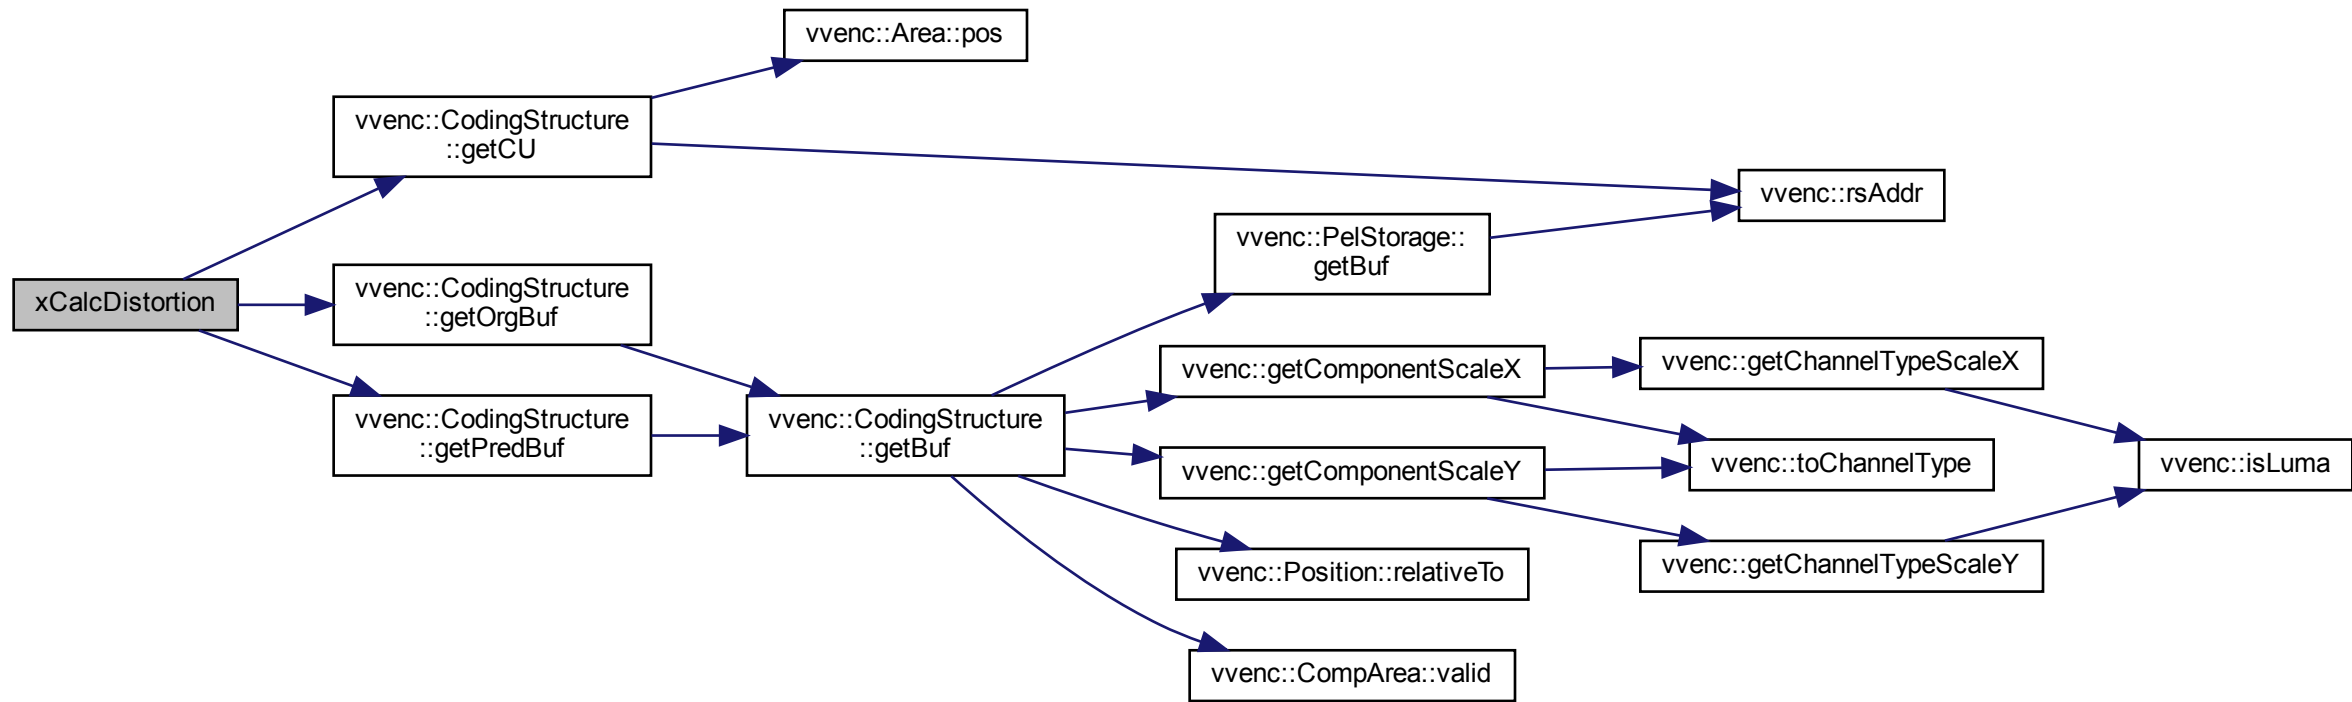 vvenc::Area::pos
vvenc::CodingStructure
::getCU
vvenc::rsAddr
vvenc::PelStorage::
getBuf
xCalcDistortion
vvenc::CodingStructure
::getOrgBuf
vvenc::getComponentScaleX
vvenc::getChannelTypeScaleX
vvenc::CodingStructure
::getPredBuf
vvenc::CodingStructure
::getBuf
vvenc::getComponentScaleY
vvenc::toChannelType
vvenc::isLuma
vvenc::Position::relativeTo
vvenc::getChannelTypeScaleY
vvenc::CompArea::valid